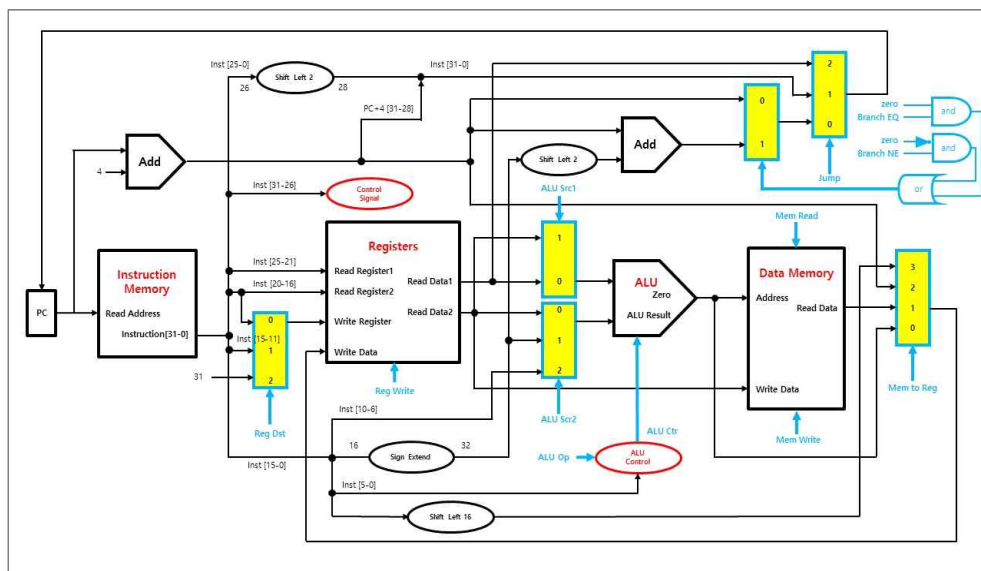 Inst [25-0]
Shift Left 2
Inst [31-0]
26
28
2
1
0
0
1
zero
Branch EQ
and
zero
Branch NE
and
or
Jump
PC+4 [31-28]
Add
4
Add
Shift Left 2
Inst [31-26]
Control
Signal
ALU Src1
Mem Read
Instruction
Memory
Read Address
Instruction[31-0]
PC
Registers
Inst [25-21]
Read Register1
Inst [20-16]
Read Register2
Write Register
Write Data
Read Data1
Read Data2
Inst [15-11]
0
1
2
31
Reg Dst
Reg Write
1
0
0
1
2
ALU
Zero
ALU Result
Data Memory
Address
Read Data
Write Data
3
2
1
0
Mem to Reg
Inst [10-6]
ALU Scr2
ALU Ctr
Mem Write
16
Sign Extend
32
ALU Op
ALU
Control
Inst [15-0]
Inst [5-0]
Shift Left 16